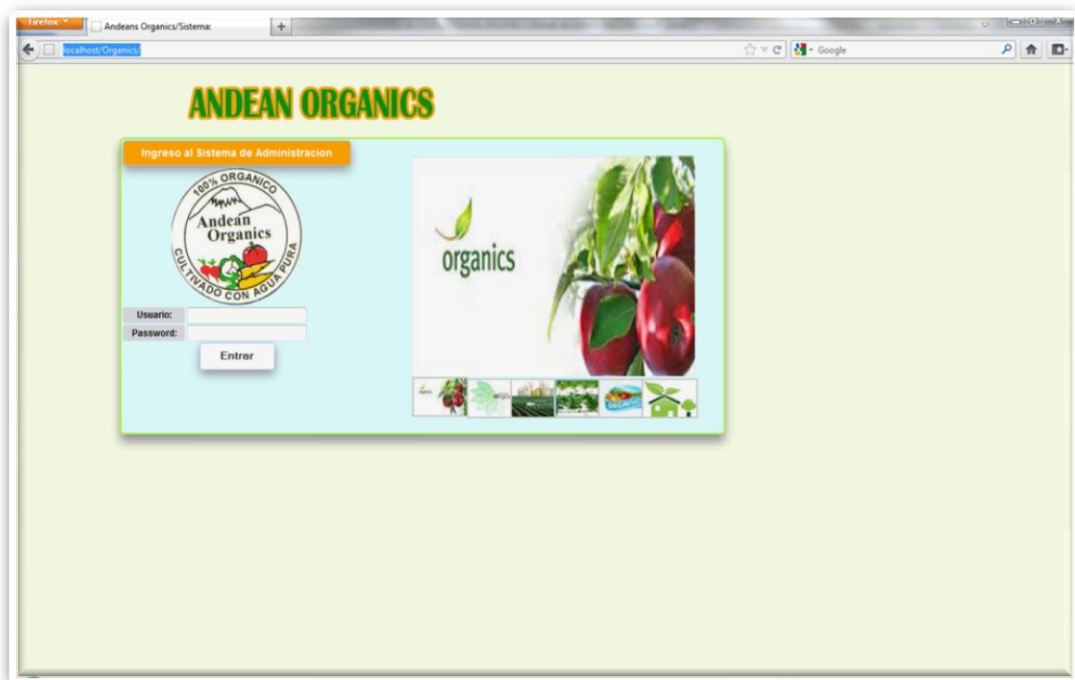 Firefox
Andeans Organics/Sistema:
localhost/Organics/
Google
ANDEAN ORGANICS
Ingreso al Sistema de Administracion
100% ORGANICO
Andean
Organics
CULTIVADO CON AGUA PURA
Usuario:
Password:
Entrar
organics